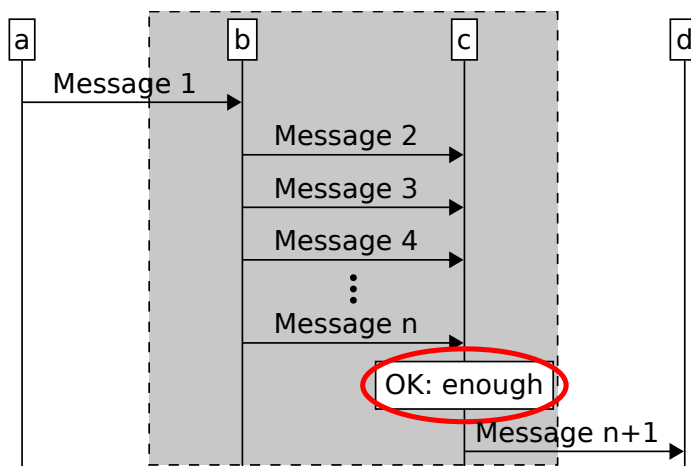 a b c d
Message 1
Message 2
Message 3
Message 4
Message n
OK: enough
Message n+1